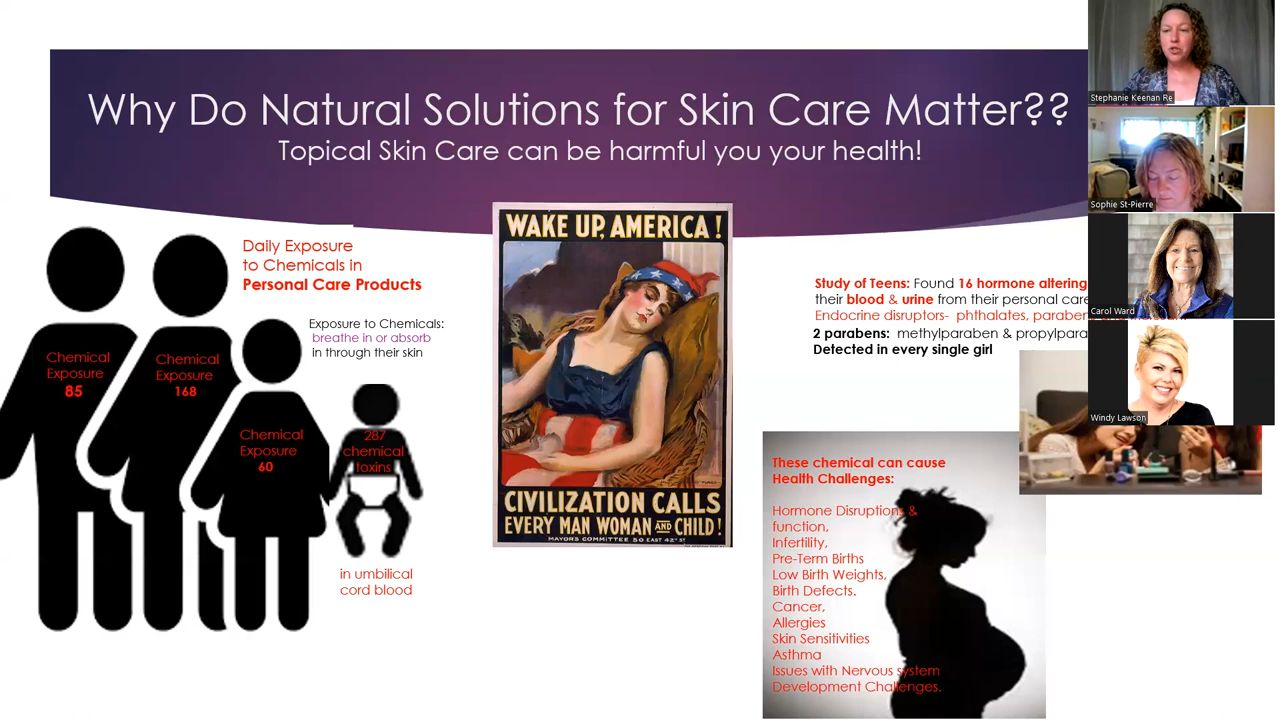 Why Do Natural Solutions for Skin Care Matter??
Topical Skin Care can be harmful you your health!
Daily Exposure
to Chemicals in
Personal Care Products
Exposure to Chemicals:
breathe in or absorb
in through their skin
Chemical
Exposure
85
Chemical
Exposure
168
Chemical
Exposure
60
287
chemical
toxins
in umbilical
cord blood
WAKE UP, AMERICA!
CIVILIZATION CALLS
EVERY MAN WOMAN AND CHILD!
MAYOR'S COMMITTEE 50 EAST 42nd ST
Study of Teens: Found 16 hormone altering
their blood & urine from their personal care
Endocrine disruptors- phthalates,
2 parabens: methylparaben &
Detected in every single girl
These chemical can cause
Health Challenges:
Hormone Disruptions &
function,
Infertility,
Pre-Term Births
Low Birth Weights,
Birth Defects.
Cancer,
Allergies
Skin Sensitivities
Asthma
Issues with Nervous system
Development Challenges.
Stephanie Keenan Re
Sophie St-Pierre
Carol Ward
Windy Lawson